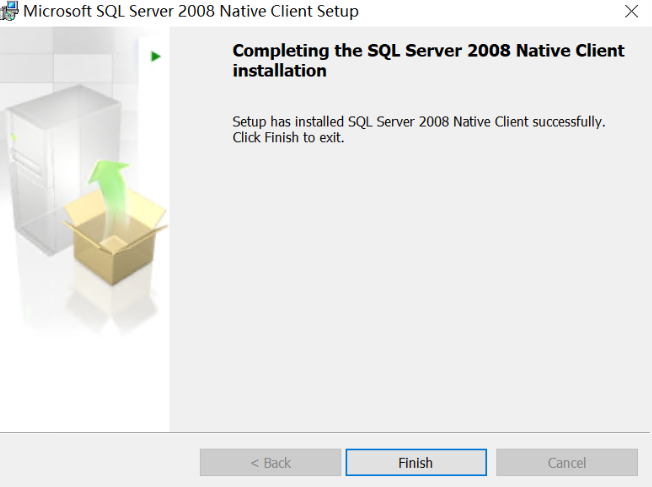 Microsoft SQL Server 2008 Native Client Setup
Completing the SQL Server 2008 Native Client
installation
Setup has installed SQL Server 2008 Native Client successfully.
Click Finish to exit.
< Back
Finish
Cancel